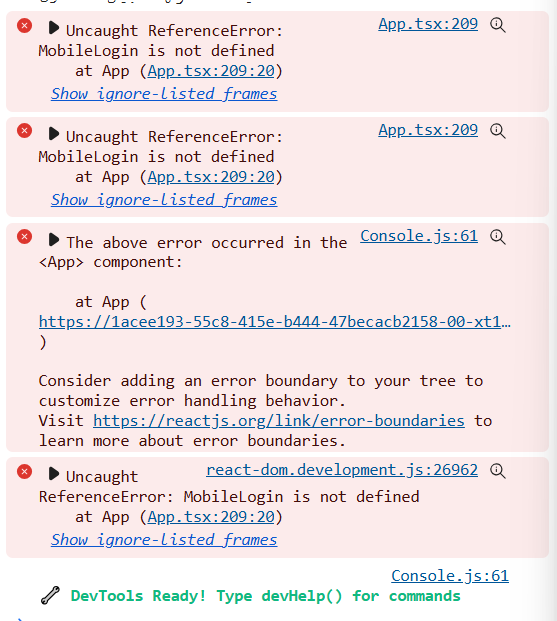 Uncaught ReferenceError: App.tsx:209
MobileLogin is not defined
at App (App.tsx:209:20)
Show ignore-listed frames
Uncaught ReferenceError: App.tsx:209
MobileLogin is not defined
at App (App.tsx:209:20)
Show ignore-listed frames
The above error occurred in the Console.js:61
<App> component:
at App (
https://1acee193-55c8-415e-b444-47becacb2158-00-xt1…
)
Consider adding an error boundary to your tree to
customize error handling behavior.
Visit https://reactjs.org/link/error-boundaries to
learn more about error boundaries.
Uncaught react-dom.development.js:26962
ReferenceError: MobileLogin is not defined
at App (App.tsx:209:20)
Show ignore-listed frames
Console.js:61
DevTools Ready! Type devHelp() for commands